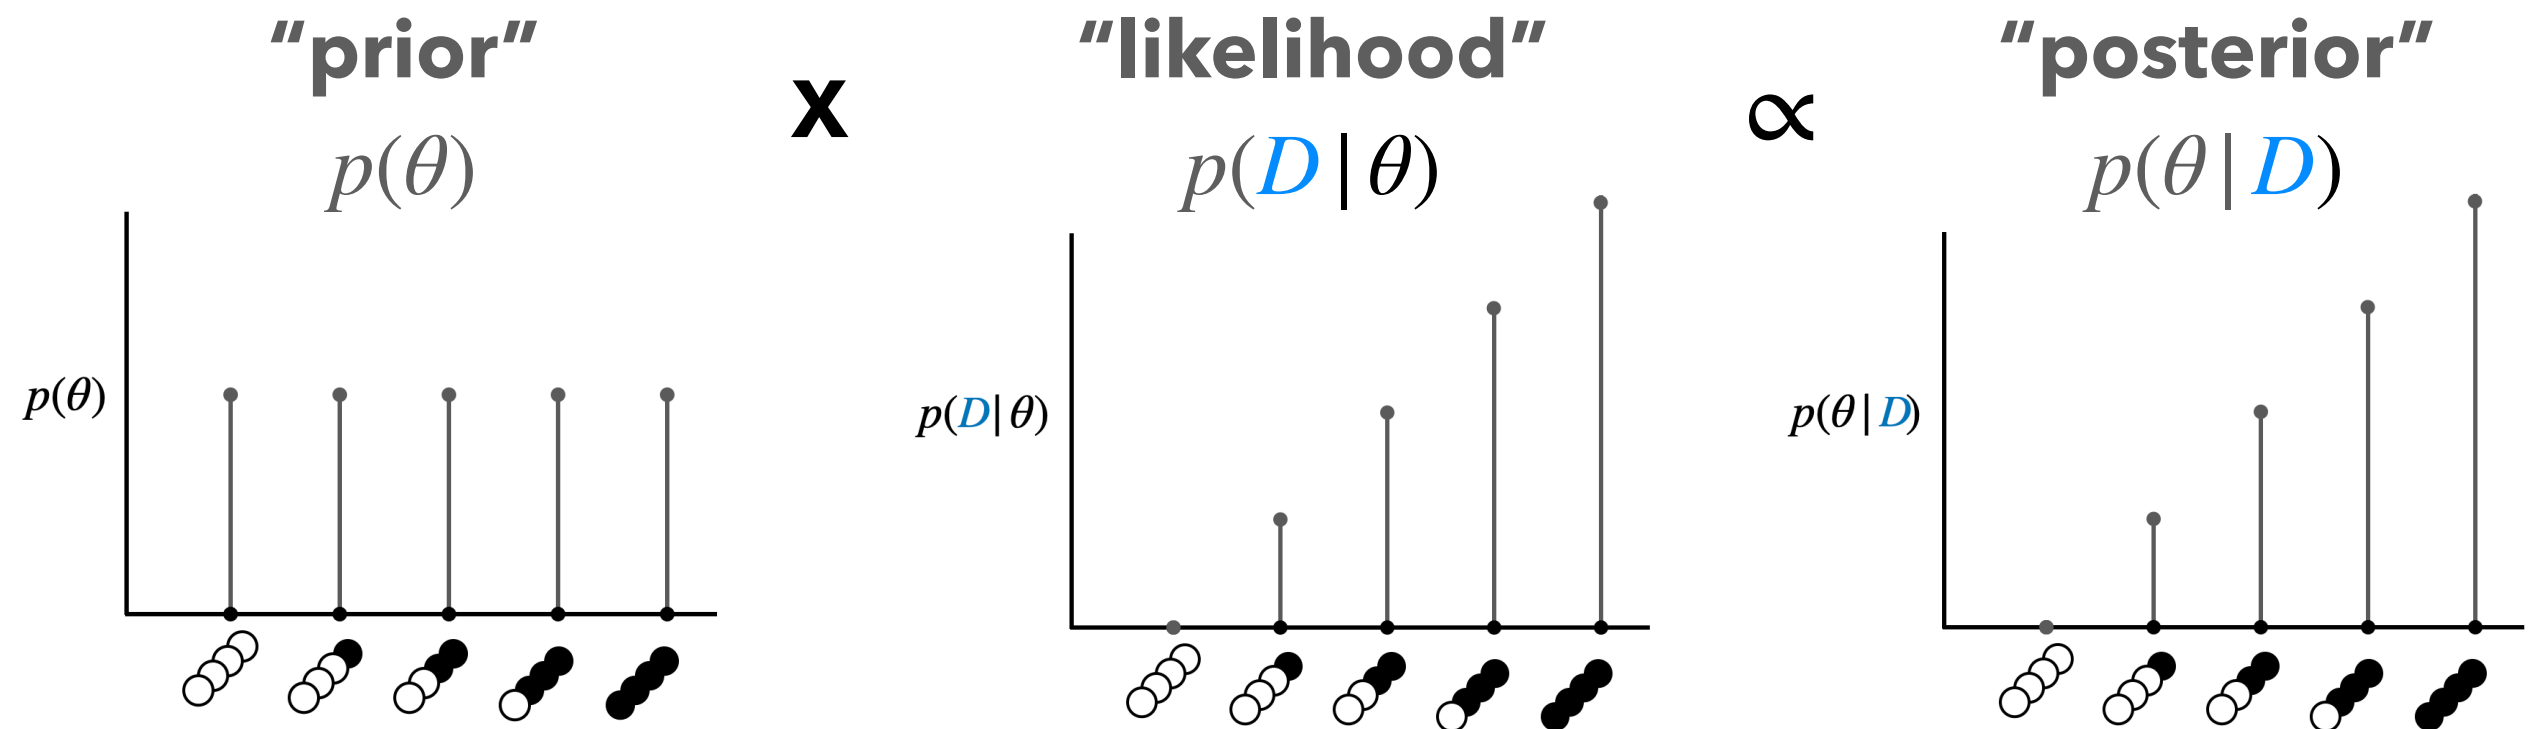 “prior”
x
“likelihood”
∝
“posterior”
p(θ)
p(D|θ)
p(θ|D)
p(θ)
p(D|θ)
p(θ|D)